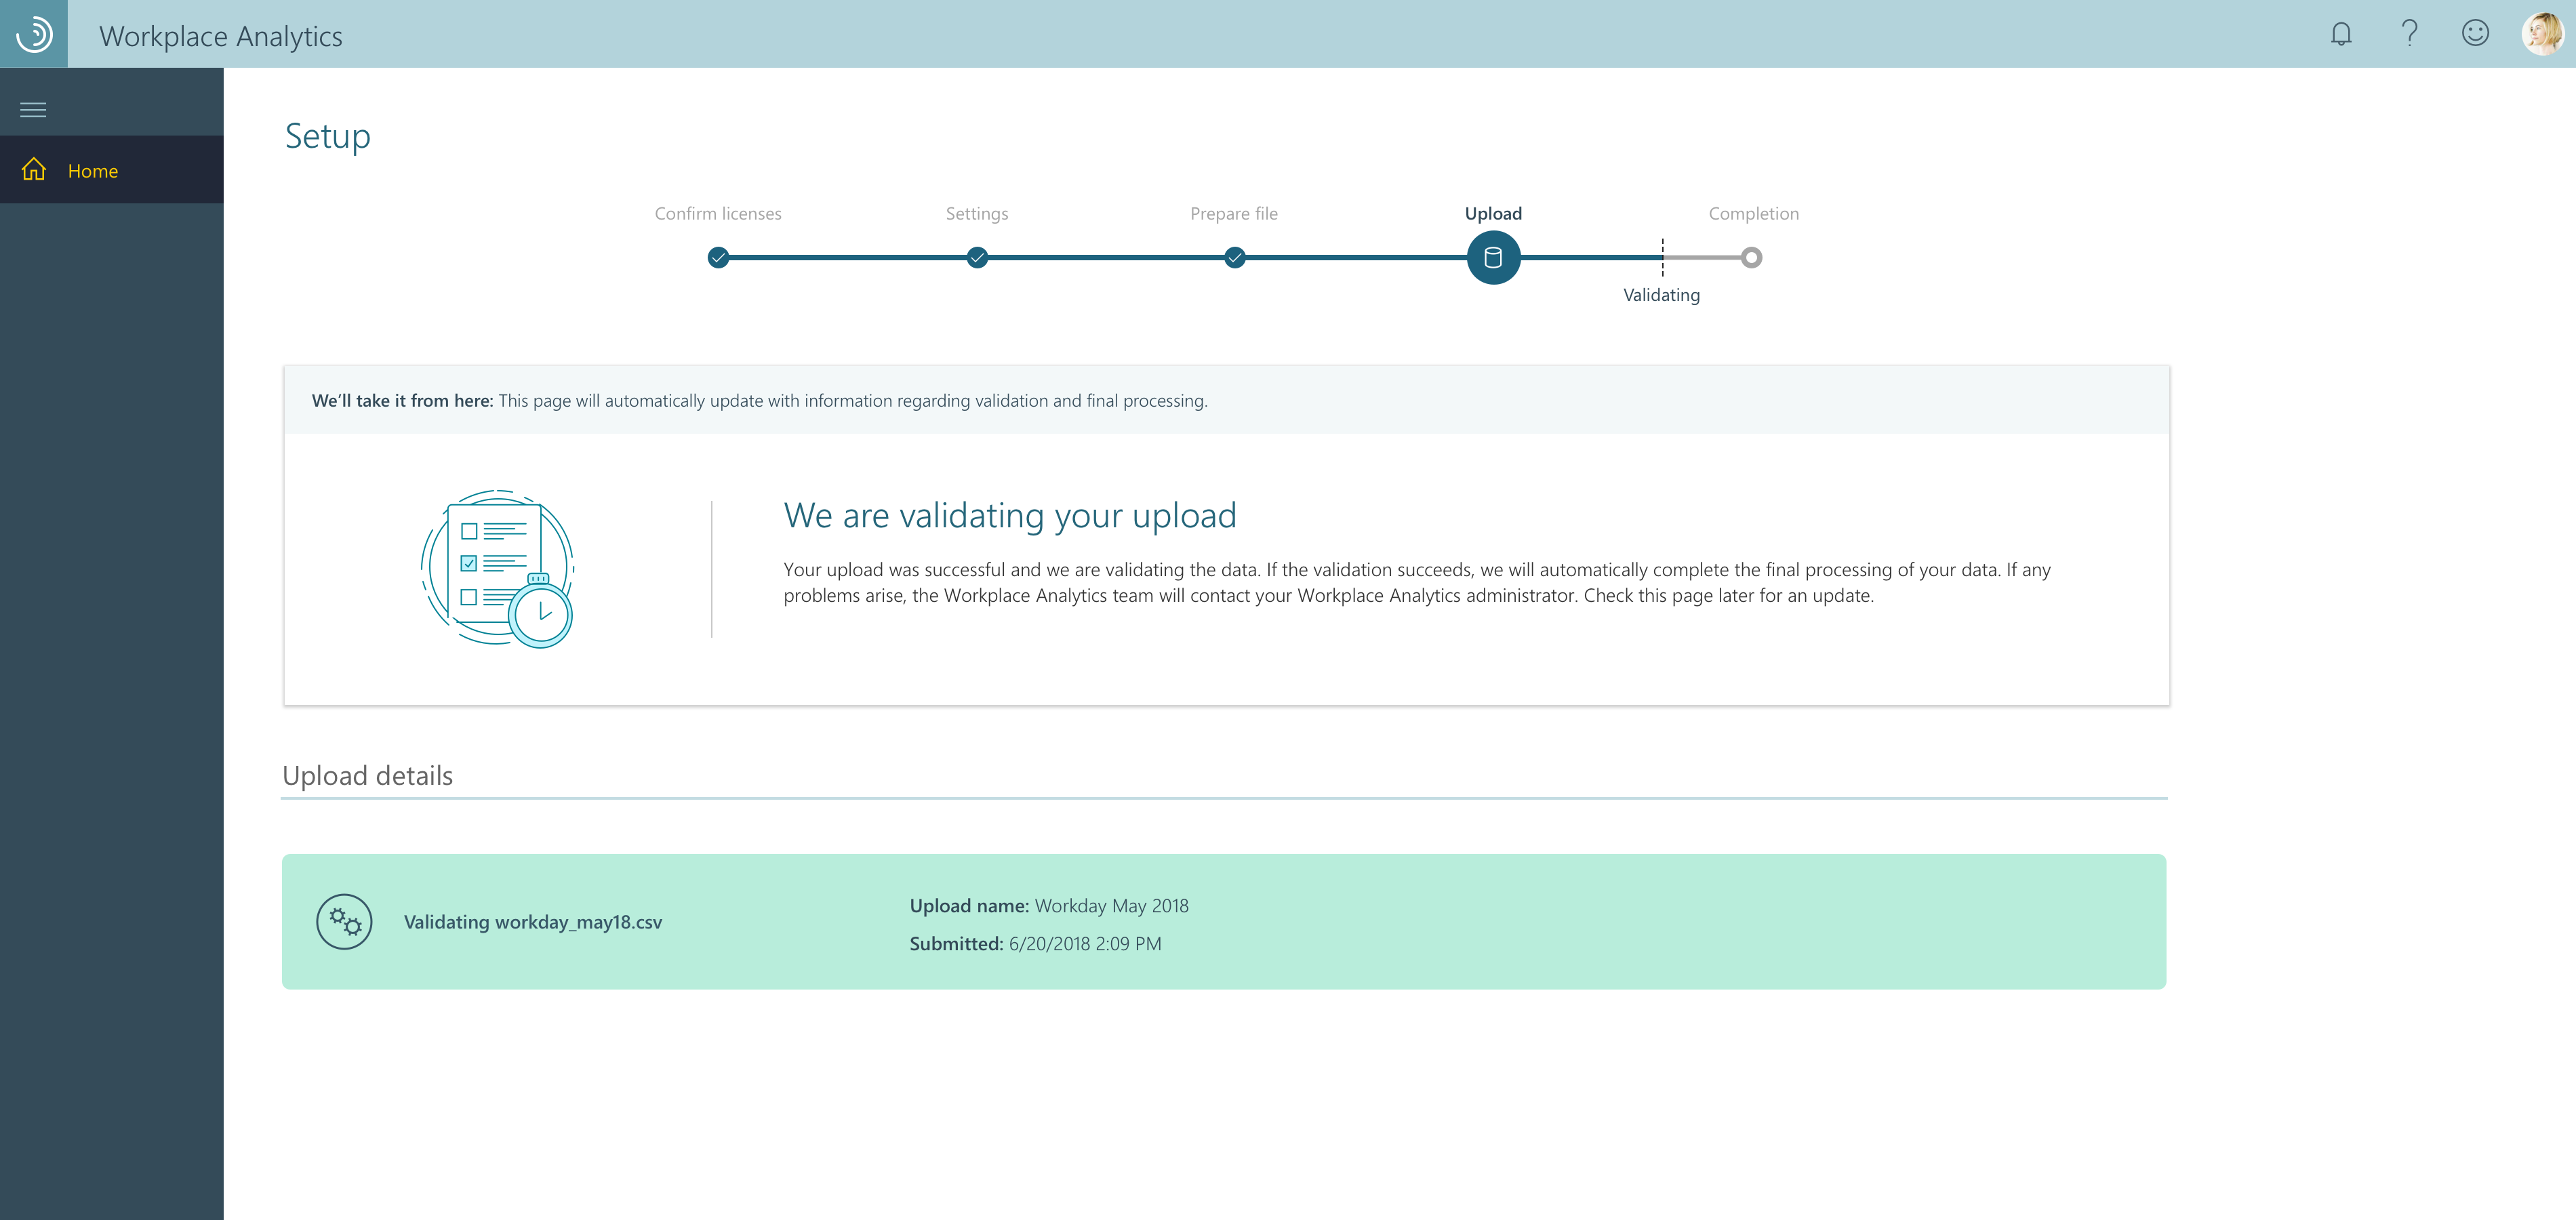 Workplace Analytics
Home
Setup
Confirm licenses
Settings
Prepare file
Upload
Completion
Validating
We’ll take it from here: This page will automatically update with information regarding validation and final processing.
We are validating your upload
Your upload was successful and we are validating the data. If the validation succeeds, we will automatically complete the final processing of your data. If any
problems arise, the Workplace Analytics team will contact your Workplace Analytics administrator. Check this page later for an update.
Upload details
Validating workday_may18.csv
Upload name: Workday May 2018
Submitted: 6/20/2018 2:09 PM